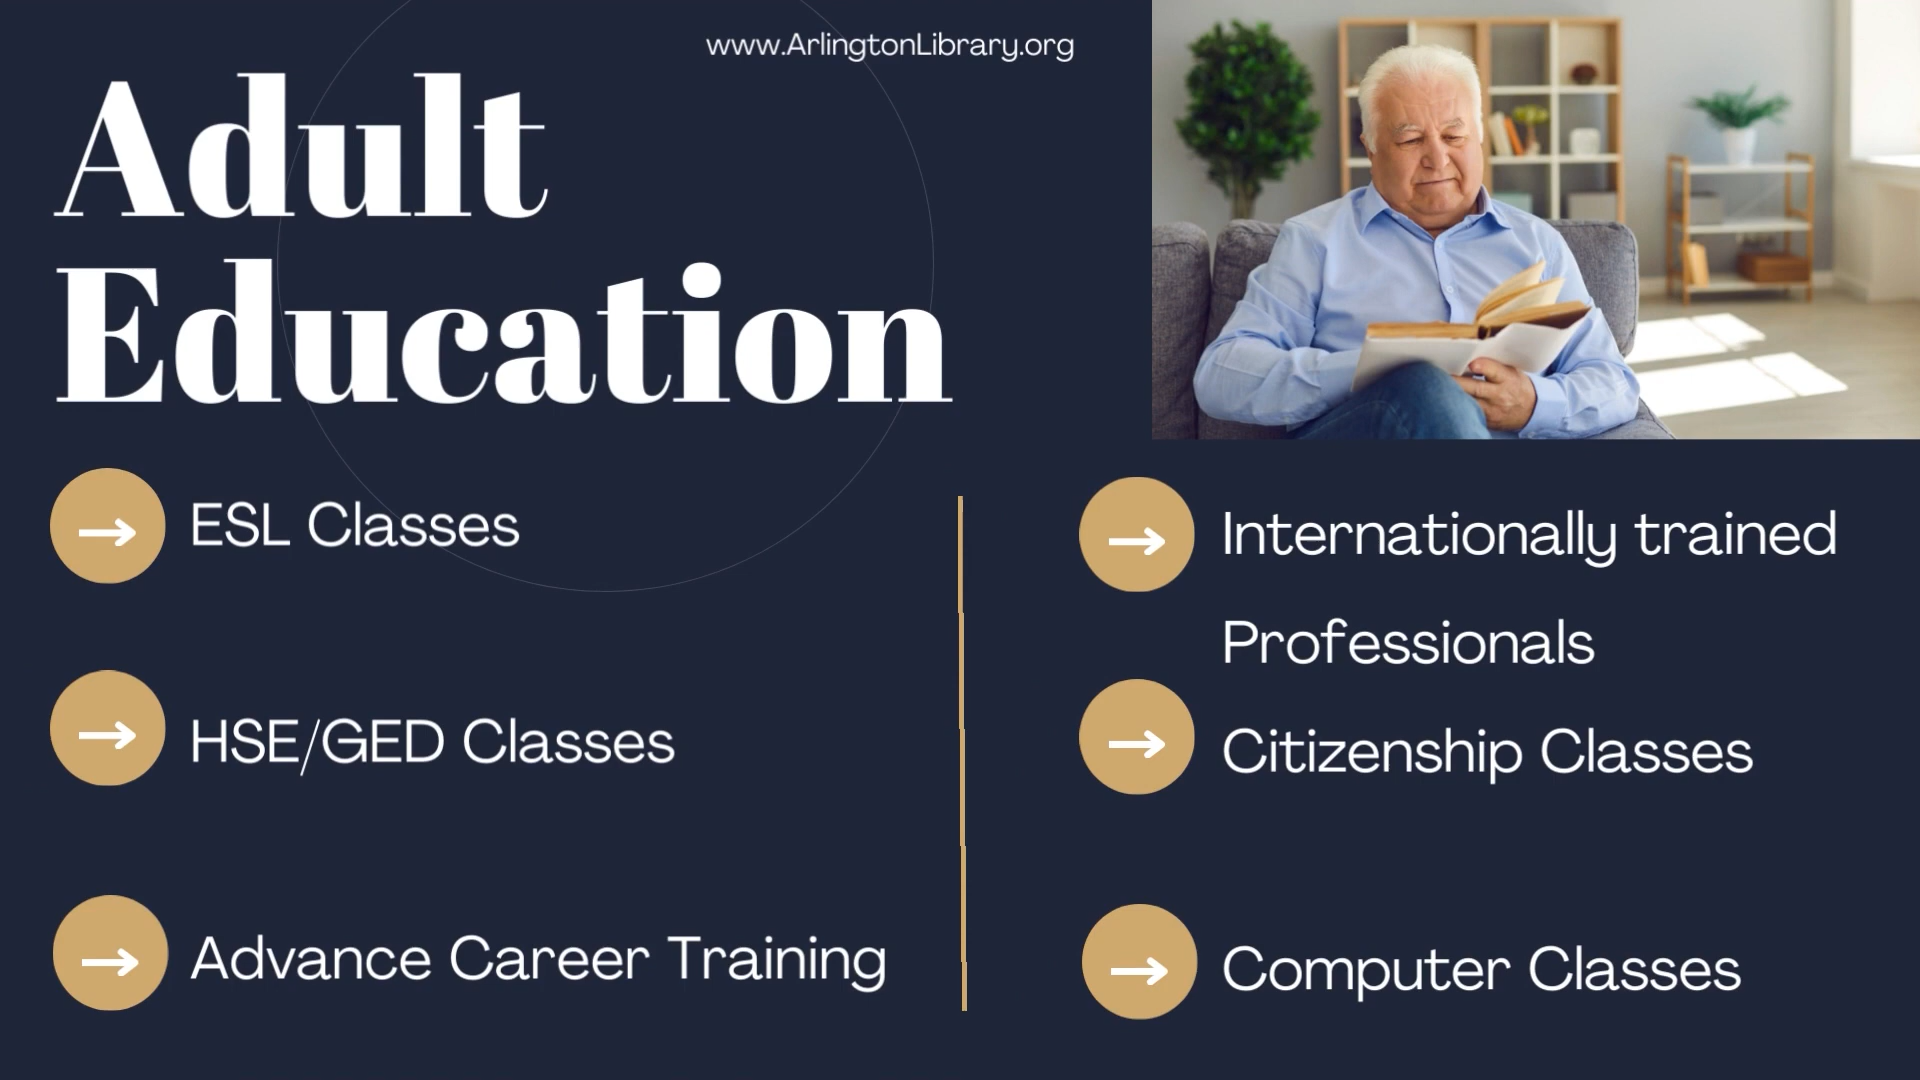 www.ArlingtonLibrary.org
Adult
Education
ESL Classes
HSE/GED Classes
Advance Career Training
Internationally trained
Professionals
Citizenship Classes
Computer Classes